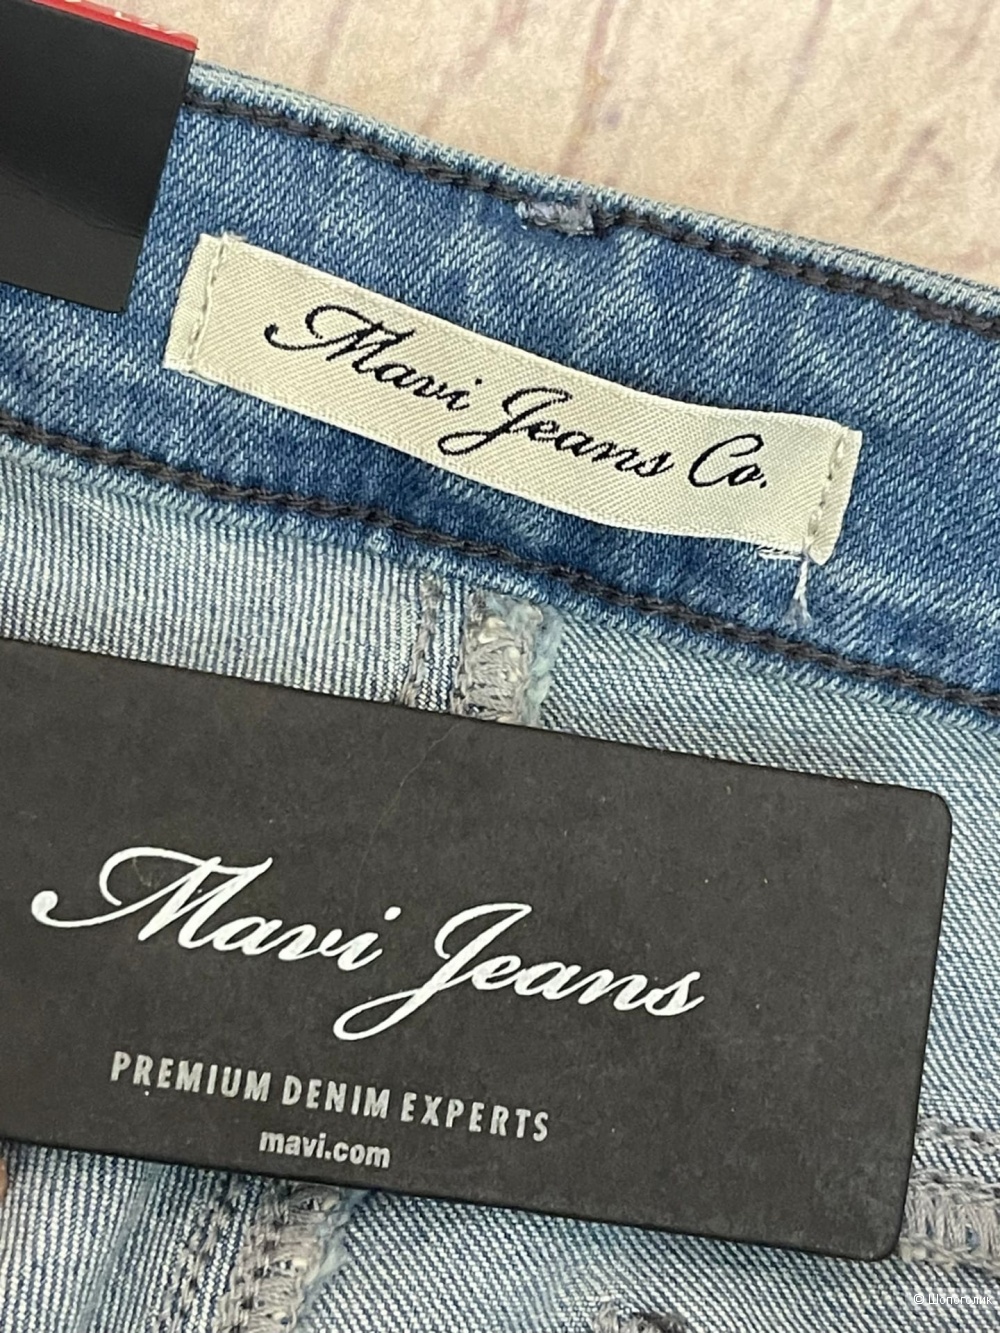 Mavi Jeans Co.
Mavi Jeans
PREMIUM DENIM EXPERTS
mavi.com
© Шопоголик